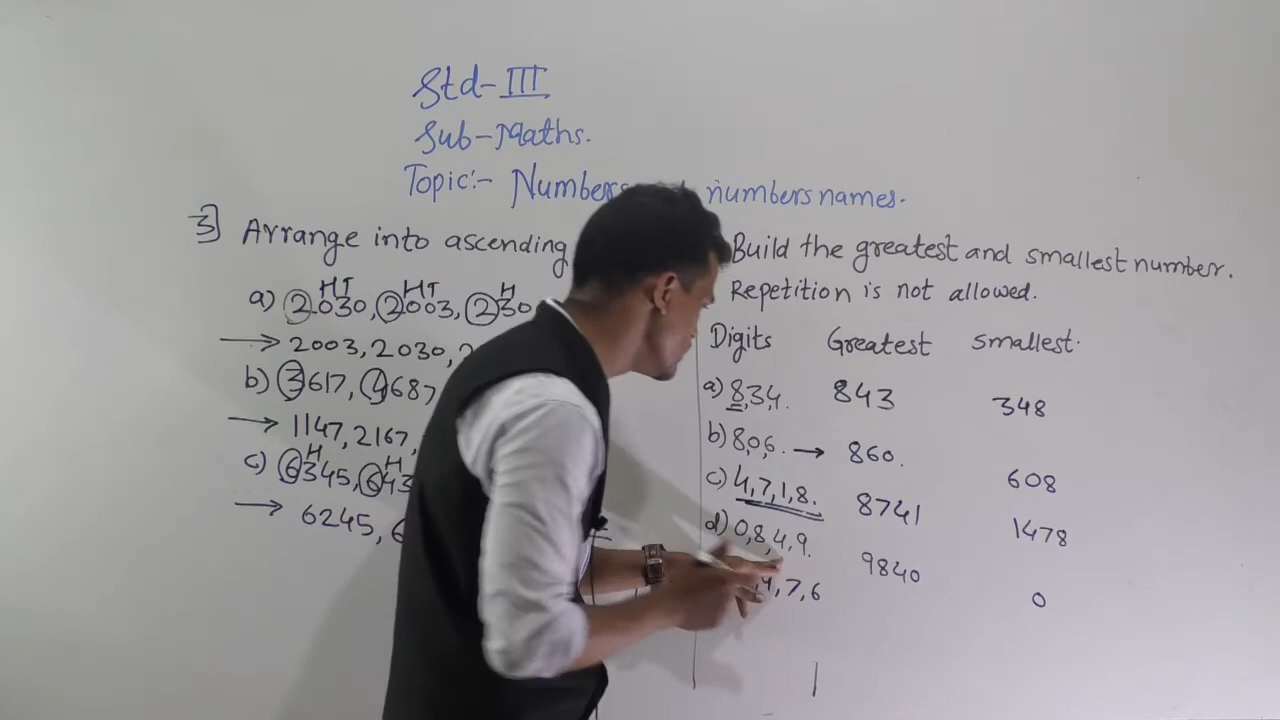 Std-III
Sub-Maths.
Topic:- Numbers numbers names.
3] Arrange into ascending
a) 2030, 2003, 230
H T H T H
→ 2003, 2030,
b) 3617, 4687
→ 1147, 2167,
c) 6345, 643
H H
→ 6245, 6
Build the greatest and smallest number.
Repetition is not allowed.
Digits Greatest smallest.
a) 8,3,4. 843 348
b) 8,0,6. → 860. 608
c) 4,7,1,8. 8741 1478
d) 0,8,4,9. 9840 0
4,7,6